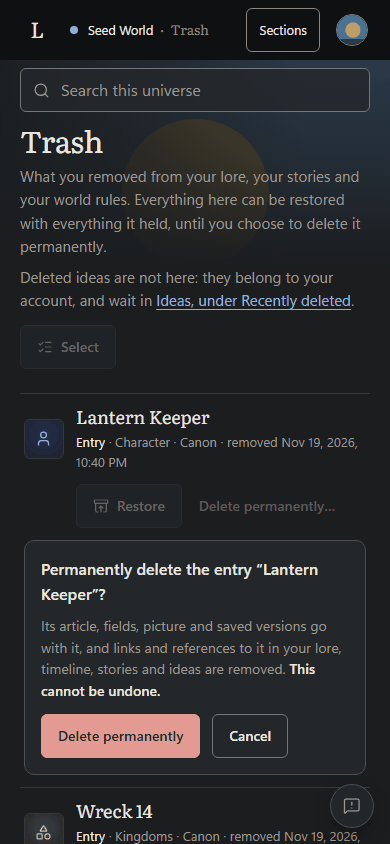 L Seed World · Trash Sections
Search this universe
Trash
What you removed from your lore, your stories and
your world rules. Everything here can be restored
with everything it held, until you choose to delete it
permanently.
Deleted ideas are not here: they belong to your
account, and wait in Ideas, under Recently deleted.
Select
Lantern Keeper
Entry · Character · Canon · removed Nov 19, 2026,
10:40 PM
Restore Delete permanently...
Permanently delete the entry “Lantern
Keeper”?
Its article, fields, picture and saved versions go
with it, and links and references to it in your lore,
timeline, stories and ideas are removed. This
cannot be undone.
Delete permanently Cancel
Wreck 14
Entry · Kingdoms · Canon · removed Nov 19, 2026,